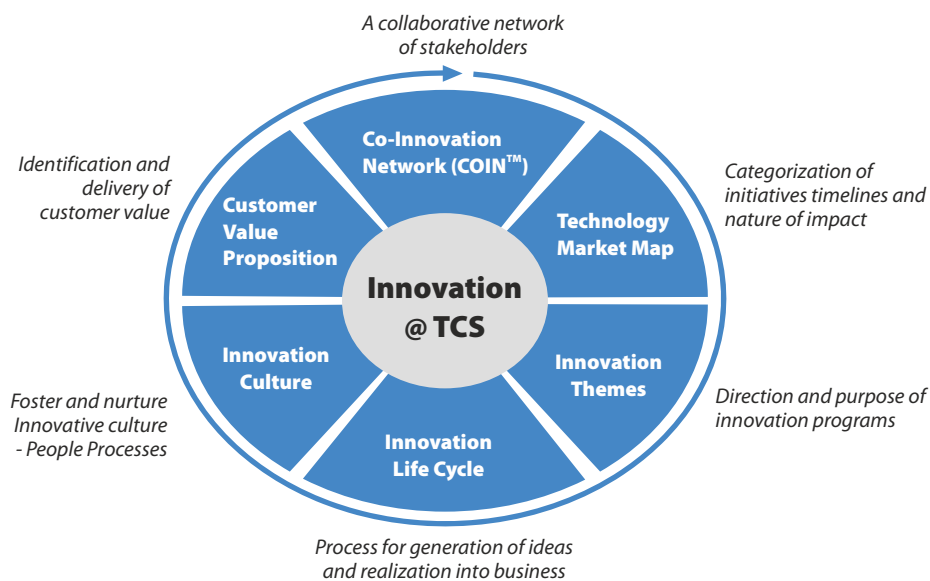 A collaborative network
of stakeholders
Co-Innovation
Network (COIN™)
Categorization of
initiatives timelines and
nature of impact
Technology
Market Map
Direction and purpose of
innovation programs
Innovation
Themes
Process for generation of ideas
and realization into business
Innovation
Life Cycle
Foster and nurture
Innovative culture
- People Processes
Innovation
Culture
Identification and
delivery of
customer value
Customer
Value
Proposition
Innovation
@ TCS